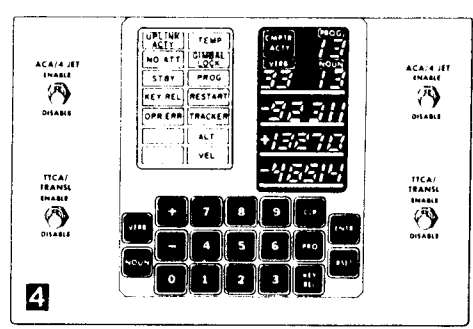 UPLINK ACTY
TEMP
NO ATT
GIMBAL LOCK
STBY
PROG
KEY REL
RESTART
OPR ERR
TRACKER
ALT
VEL
CMPTR ACTY
PROG
13
VERB
NOUN
33
13
-92311
+13870
-46614
ACA/4 JET
ENABLE
DISABLE
TTCA/
TRANSL
ENABLE
DISABLE
ACA/4 JET
ENABLE
DISABLE
TTCA/
TRANSL
ENABLE
DISABLE
VERB
NOUN
+ 7 8 9 CLR
- 4 5 6 PRO
0 1 2 3 KEY REL
ENTR
RSET
4